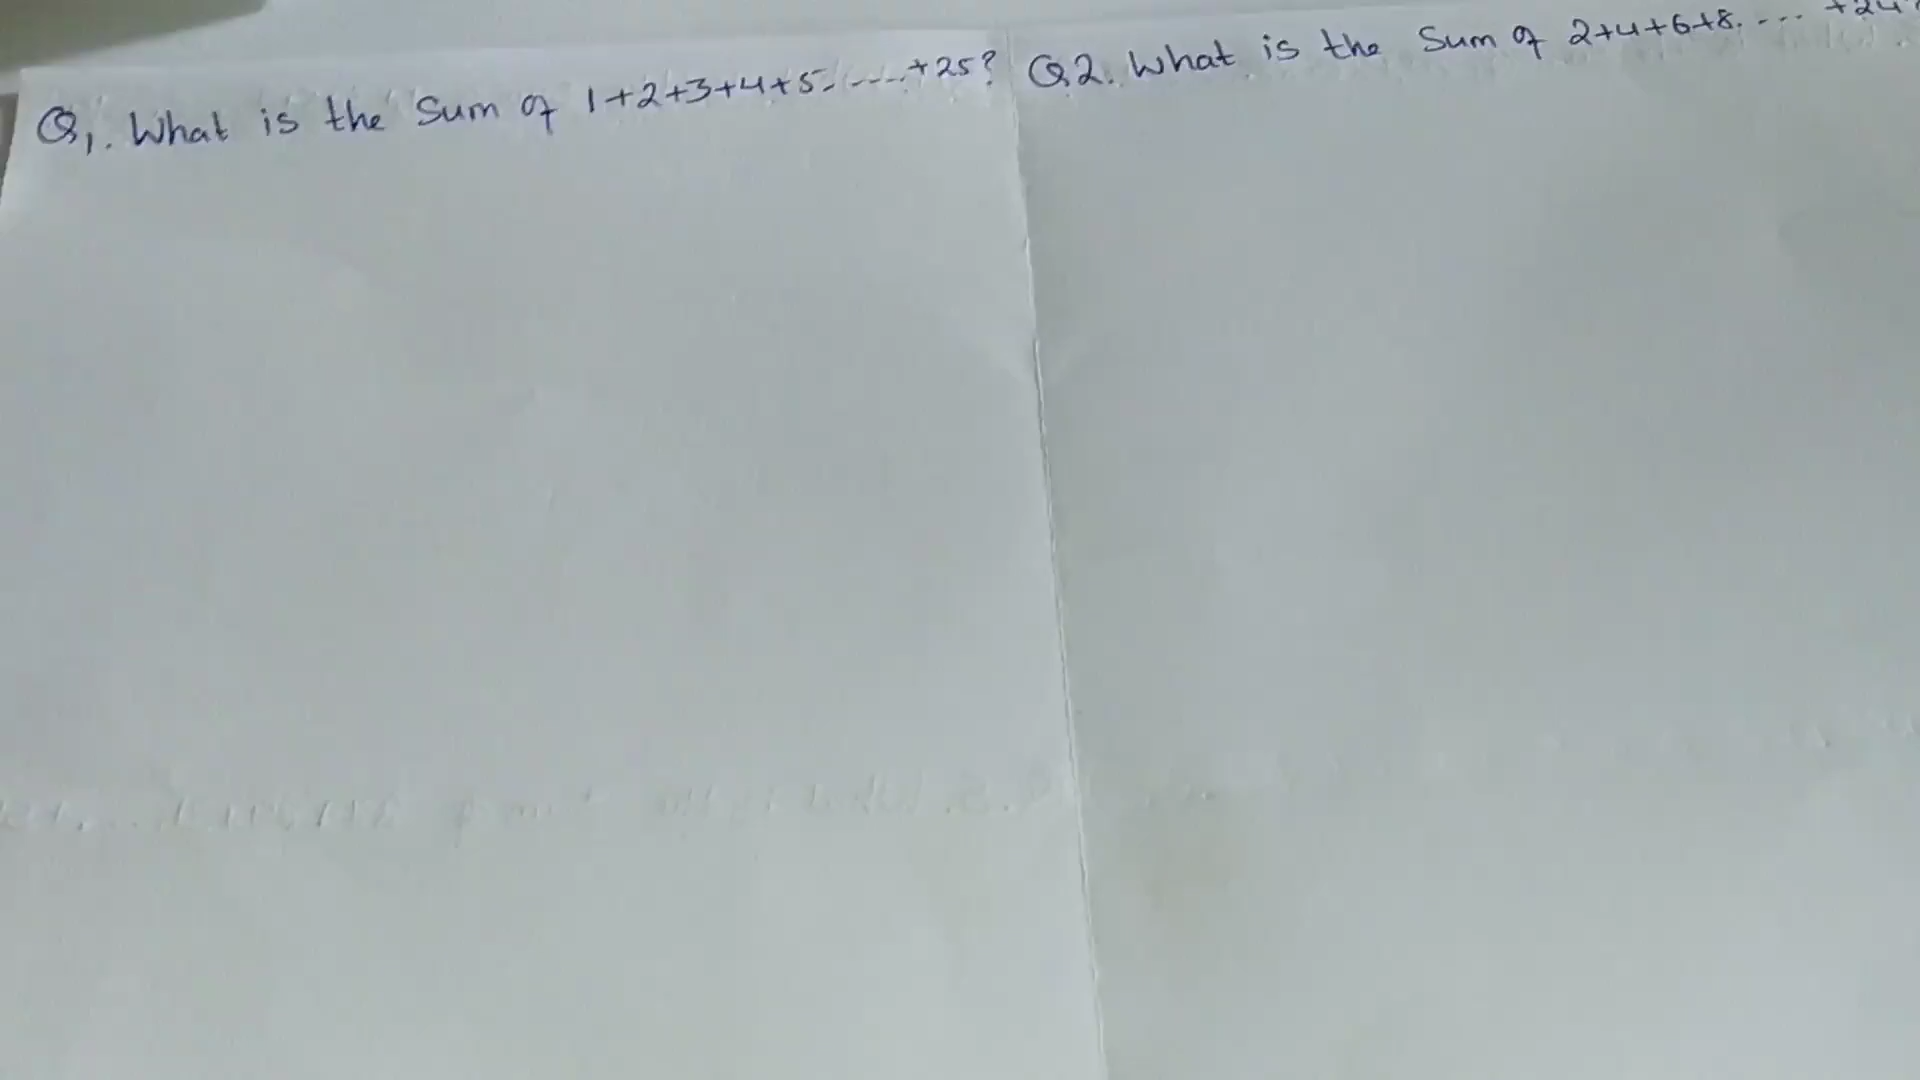 Q1. What is the Sum of 1+2+3+4+5-....+25?
Q2. What is the Sum of 2+4+6+8.--.. +24?